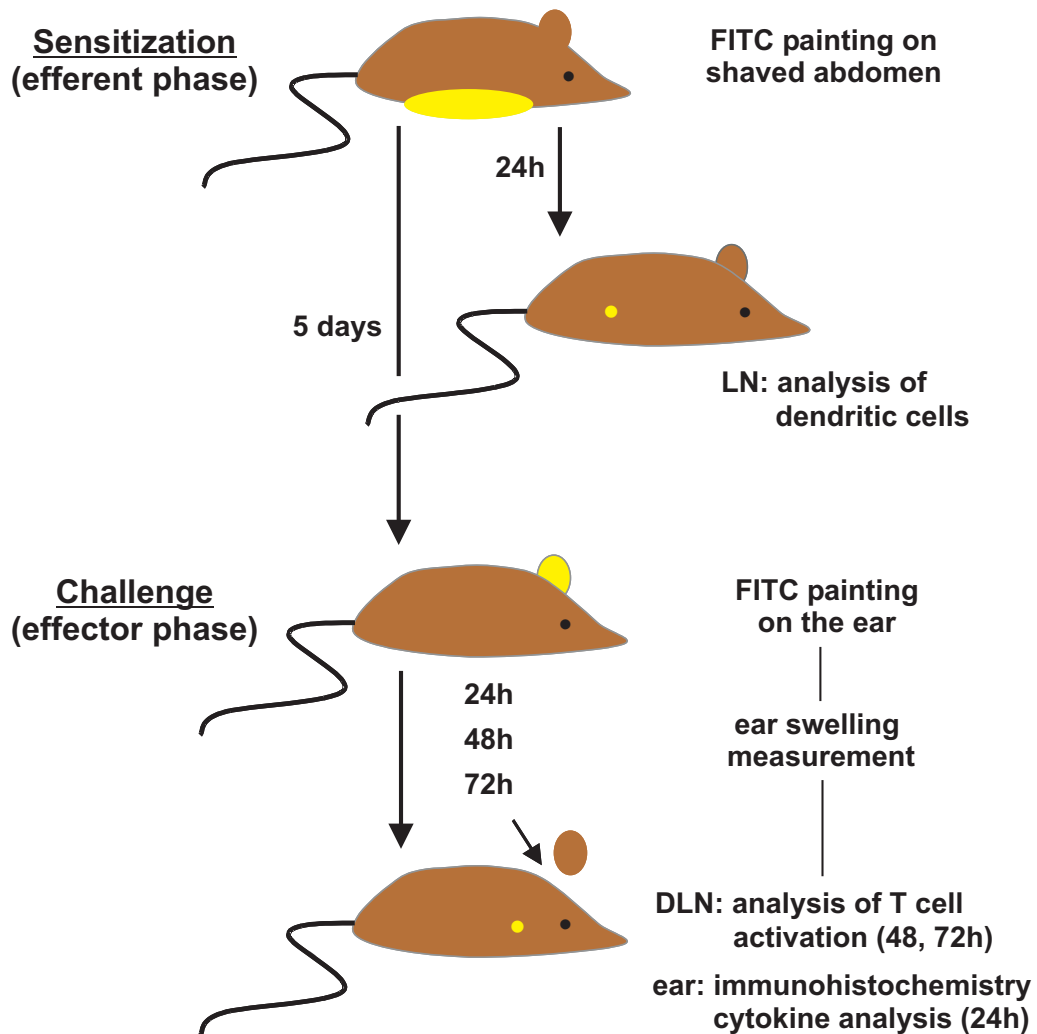 Sensitization
(efferent phase)
FITC painting on
shaved abdomen
24h
5 days
LN: analysis of
dendritic cells
Challenge
(effector phase)
FITC painting
on the ear
24h
48h
72h
ear swelling
measurement
DLN: analysis of T cell
activation (48, 72h)
ear: immunohistochemistry
cytokine analysis (24h)